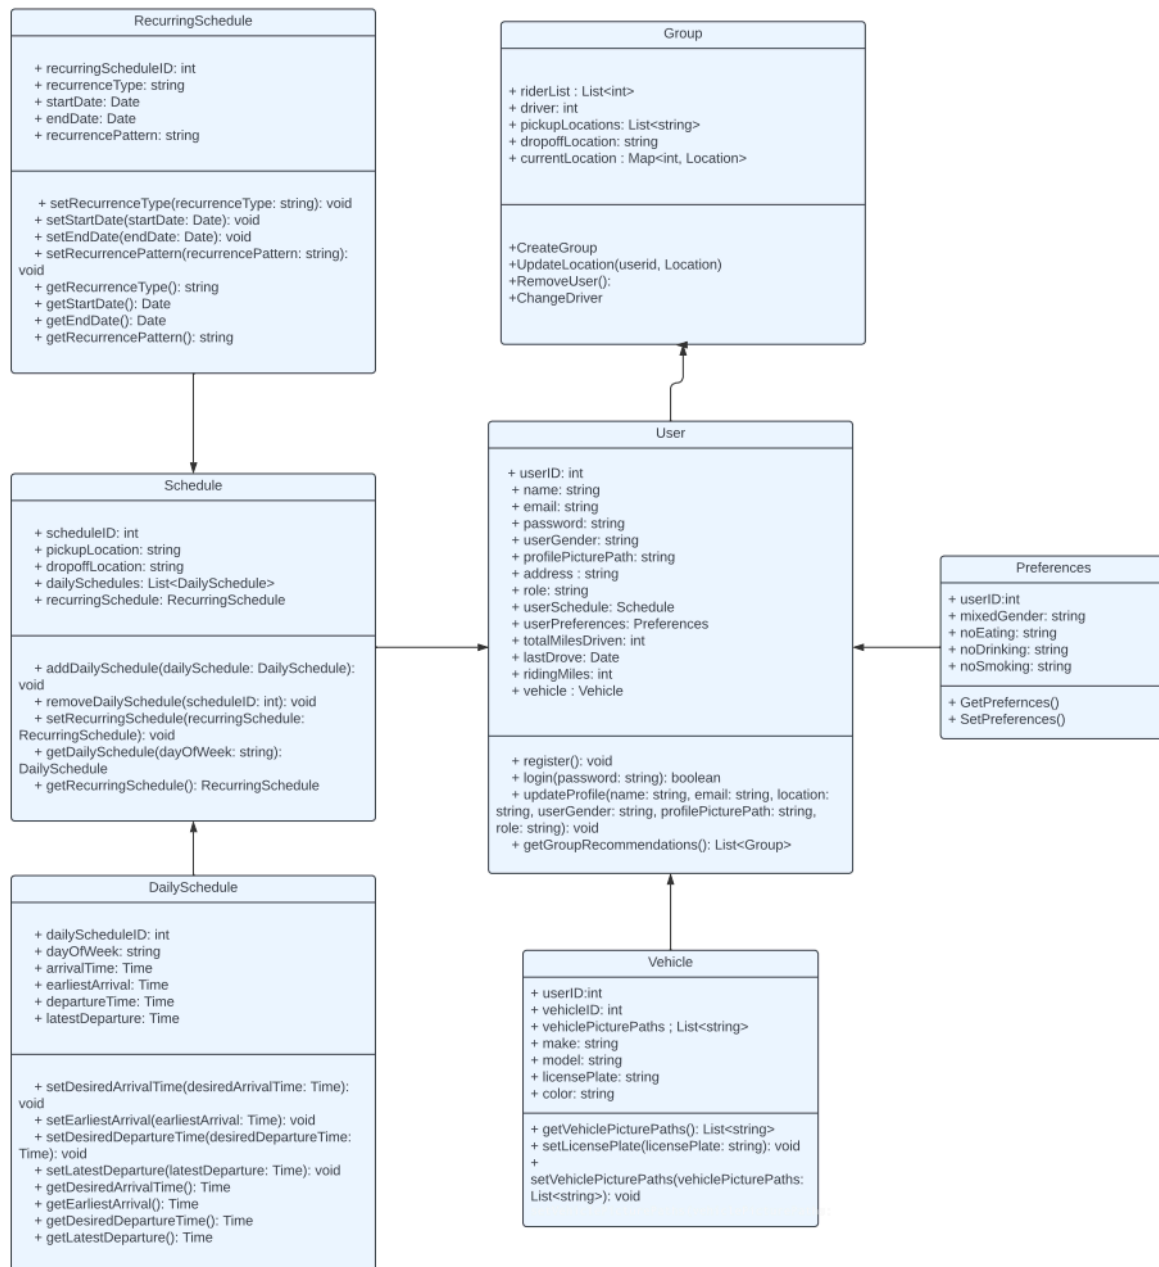 RecurringSchedule
+ recurringScheduleID: int
+ recurrenceType: string
+ startDate: Date
+ endDate: Date
+ recurrencePattern: string
+ setRecurrenceType(recurrenceType: string): void
+ setStartDate(startDate: Date): void
+ setEndDate(endDate: Date): void
+ setRecurrencePattern(recurrencePattern: string):
void
+ getRecurrenceType(): string
+ getStartDate(): Date
+ getEndDate(): Date
+ getRecurrencePattern(): string
Group
+ riderList : List<int>
+ driver: int
+ pickupLocations: List<string>
+ dropoffLocation: string
+ currentLocation : Map<int, Location>
+CreateGroup
+UpdateLocation(userid, Location)
+RemoveUser():
+ChangeDriver
Schedule
+ scheduleID: int
+ pickupLocation: string
+ dropoffLocation: string
+ dailySchedules: List<DailySchedule>
+ recurringSchedule: RecurringSchedule
+ addDailySchedule(dailySchedule: DailySchedule):
void
+ removeDailySchedule(scheduleID: int): void
+ setRecurringSchedule(recurringSchedule:
RecurringSchedule): void
+ getDailySchedule(dayOfWeek: string):
DailySchedule
+ getRecurringSchedule(): RecurringSchedule
User
+ userID: int
+ name: string
+ email: string
+ password: string
+ userGender: string
+ profilePicturePath: string
+ address : string
+ role: string
+ userSchedule: Schedule
+ userPreferences: Preferences
+ totalMilesDriven: int
+ lastDrove: Date
+ ridingMiles: int
+ vehicle : Vehicle
+ register(): void
+ login(password: string): boolean
+ updateProfile(name: string, email: string, location:
string, userGender: string, profilePicturePath: string,
role: string): void
+ getGroupRecommendations(): List<Group>
Preferences
+ userID:int
+ mixedGender: string
+ noEating: string
+ noDrinking: string
+ noSmoking: string
+ GetPrefernces()
+ SetPreferences()
DailySchedule
+ dailyScheduleID: int
+ dayOfWeek: string
+ arrivalTime: Time
+ earliestArrival: Time
+ departureTime: Time
+ latestDeparture: Time
+ setDesiredArrivalTime(desiredArrivalTime: Time):
void
+ setEarliestArrival(earliestArrival: Time): void
+ setDesiredDepartureTime(desiredDepartureTime:
Time): void
+ setLatestDeparture(latestDeparture: Time): void
+ getDesiredArrivalTime(): Time
+ getEarliestArrival(): Time
+ getDesiredDepartureTime(): Time
+ getLatestDeparture(): Time
Vehicle
+ userID:int
+ vehicleID: int
+ vehiclePicturePaths ; List<string>
+ make: string
+ model: string
+ licensePlate: string
+ color: string
+ getVehiclePicturePaths(): List<string>
+ setLicensePlate(licensePlate: string): void
+
setVehiclePicturePaths(vehiclePicturePaths:
List<string>): void